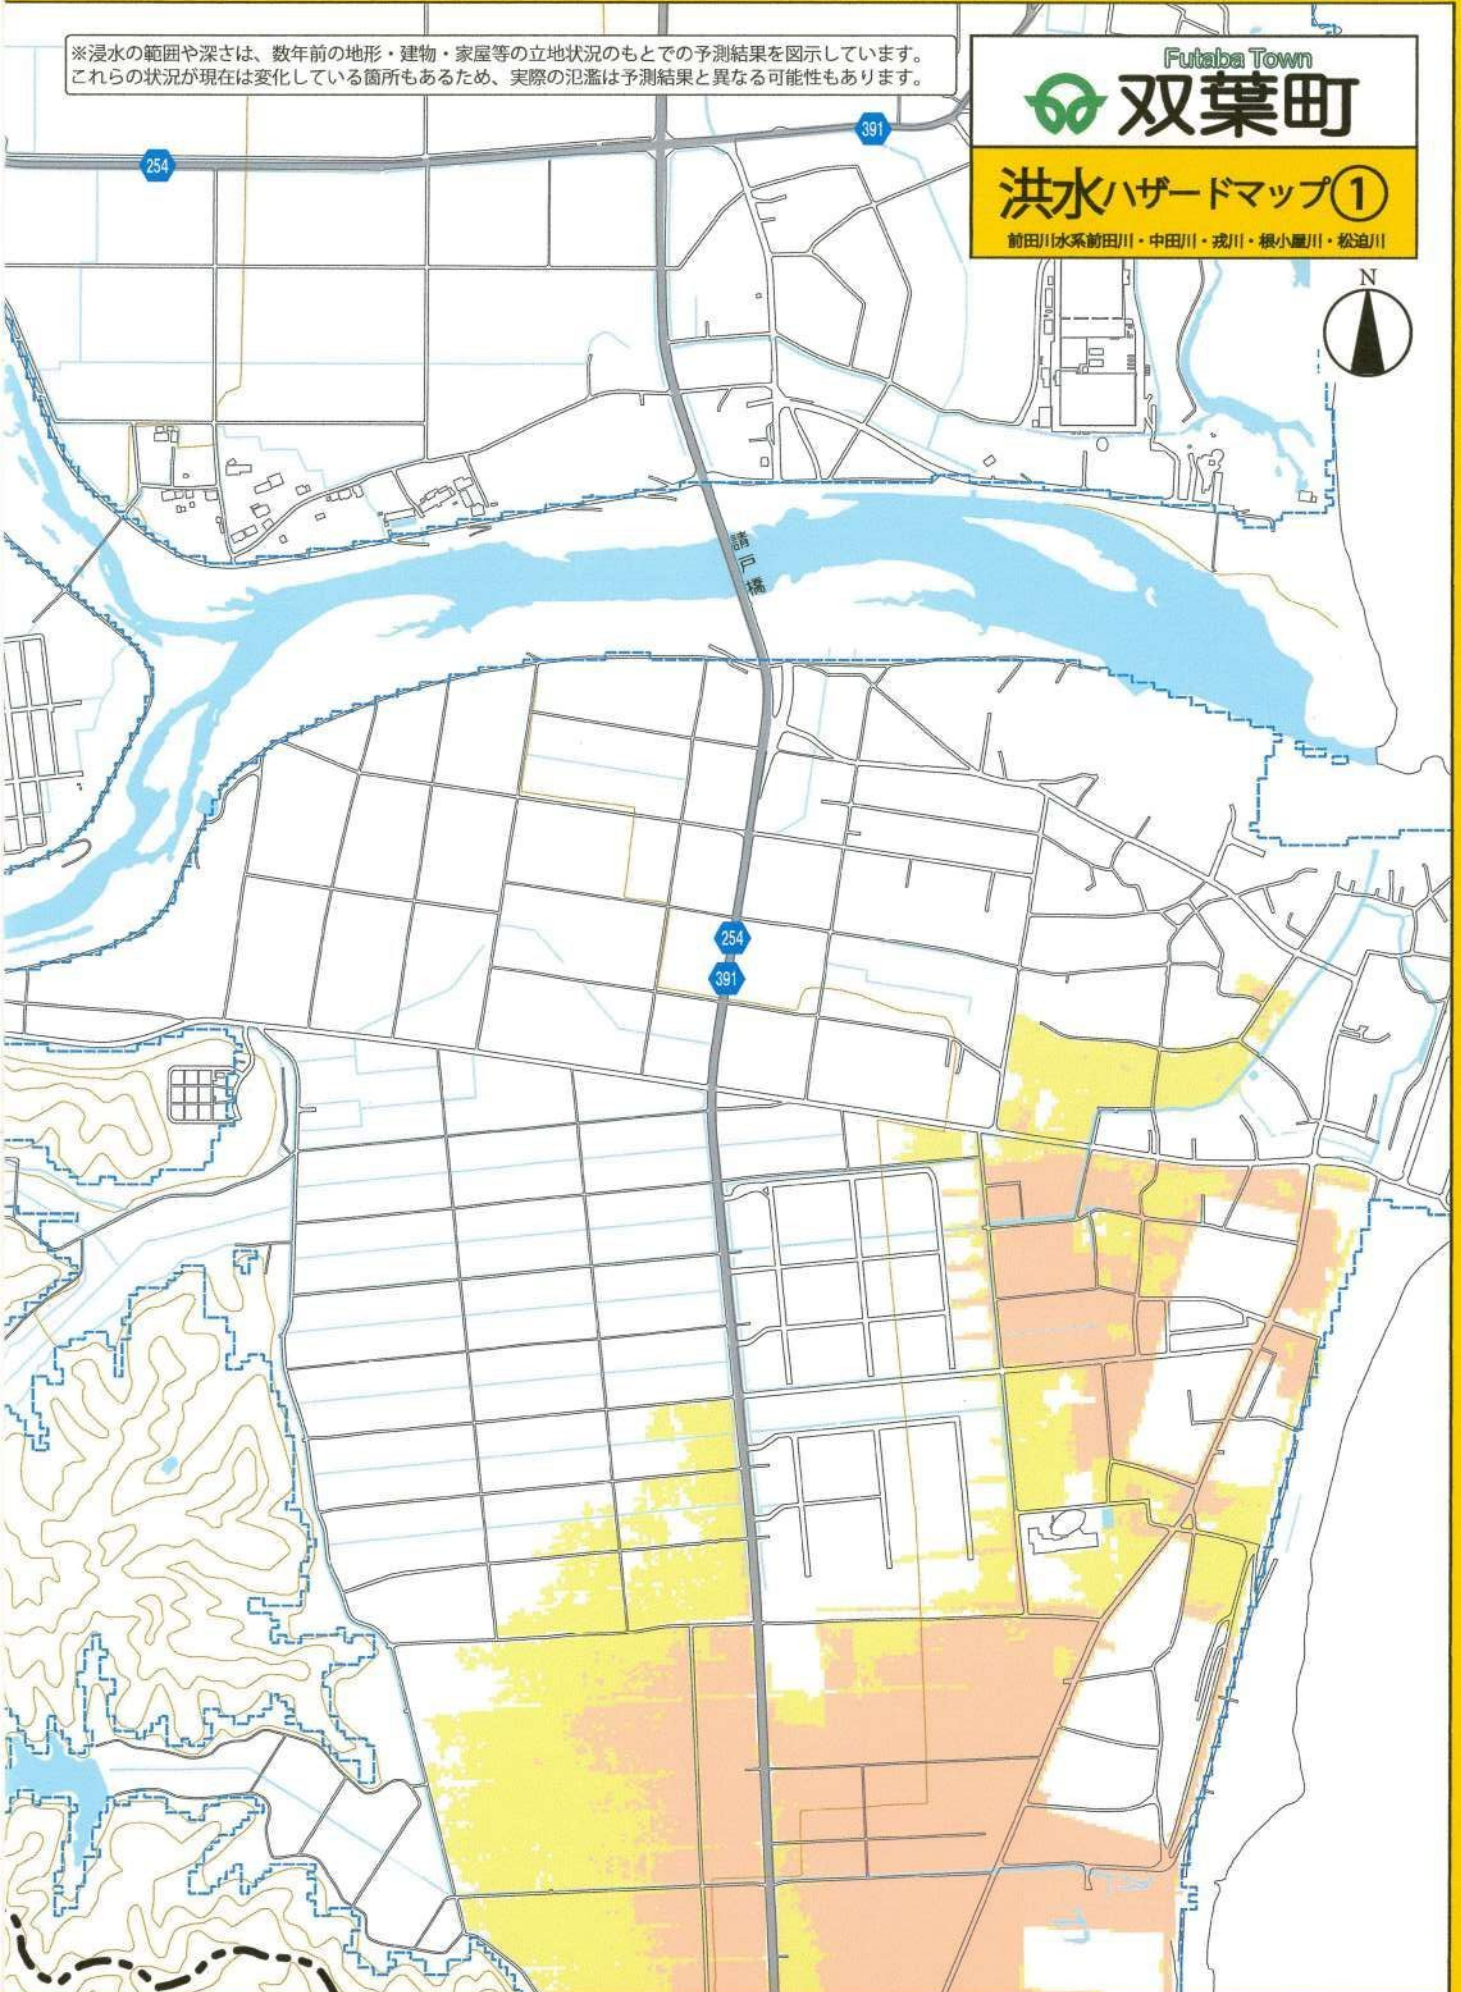 ※浸水の範囲や深さは、数年前の地形・建物・家屋等の立地状況のもとでの予測結果を図示しています。
これらの状況が現在は変化している箇所もあるため、実際の氾濫は予測結果と異なる可能性もあります。
Futaba Town
双葉町
洪水ハザードマップ①
前田川水系前田川・中田川・戎川・根小屋川・松迫川
N
391
254
請戸橋
254
391